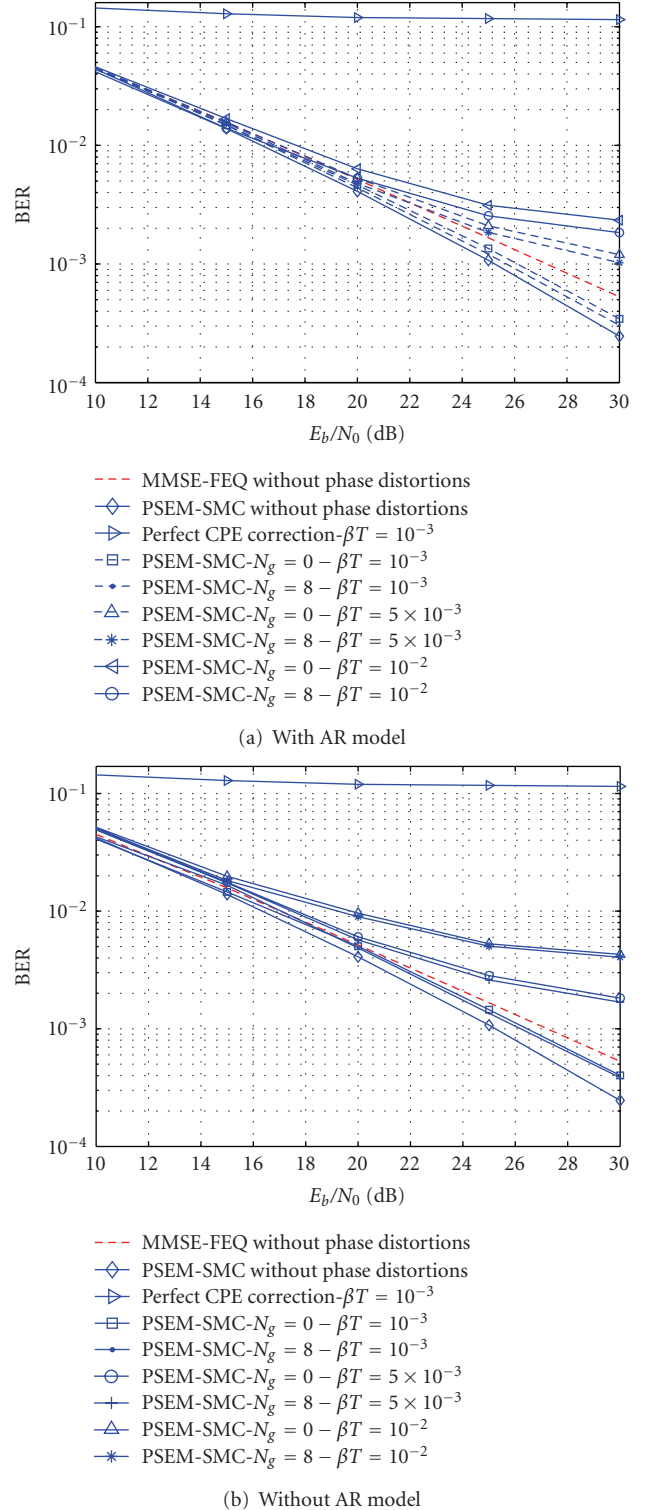 10⁻¹
10⁻²
10⁻³
10⁻⁴
BER
10 12 14 16 18 20 22 24 26 28 30
E_b/N_0 (dB)
MMSE-FEQ without phase distortions
PSEM-SMC without phase distortions
Perfect CPE correction-βT = 10⁻³
PSEM-SMC-N_g = 0 − βT = 10⁻³
PSEM-SMC-N_g = 8 − βT = 10⁻³
PSEM-SMC-N_g = 0 − βT = 5 × 10⁻³
PSEM-SMC-N_g = 8 − βT = 5 × 10⁻³
PSEM-SMC-N_g = 0 − βT = 10⁻²
PSEM-SMC-N_g = 8 − βT = 10⁻²
(a) With AR model
10⁻¹
10⁻²
10⁻³
10⁻⁴
BER
10 12 14 16 18 20 22 24 26 28 30
E_b/N_0 (dB)
MMSE-FEQ without phase distortions
PSEM-SMC without phase distortions
Perfect CPE correction-βT = 10⁻³
PSEM-SMC-N_g = 0 − βT = 10⁻³
PSEM-SMC-N_g = 8 − βT = 10⁻³
PSEM-SMC-N_g = 0 − βT = 5 × 10⁻³
PSEM-SMC-N_g = 8 − βT = 5 × 10⁻³
PSEM-SMC-N_g = 0 − βT = 10⁻²
PSEM-SMC-N_g = 8 − βT = 10⁻²
(b) Without AR model